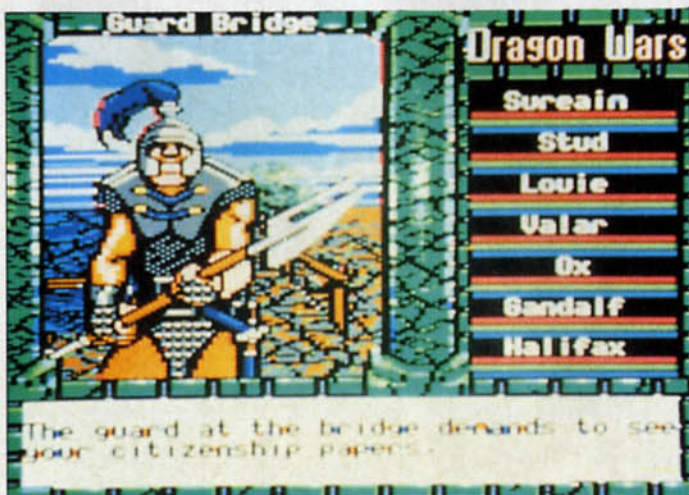 Guard Bridge
Dragon Wars
Sureain
Stud
Louie
Valar
Ox
Gandalf
Halifax
The guard at the bridge demands to see
your citizenship papers.